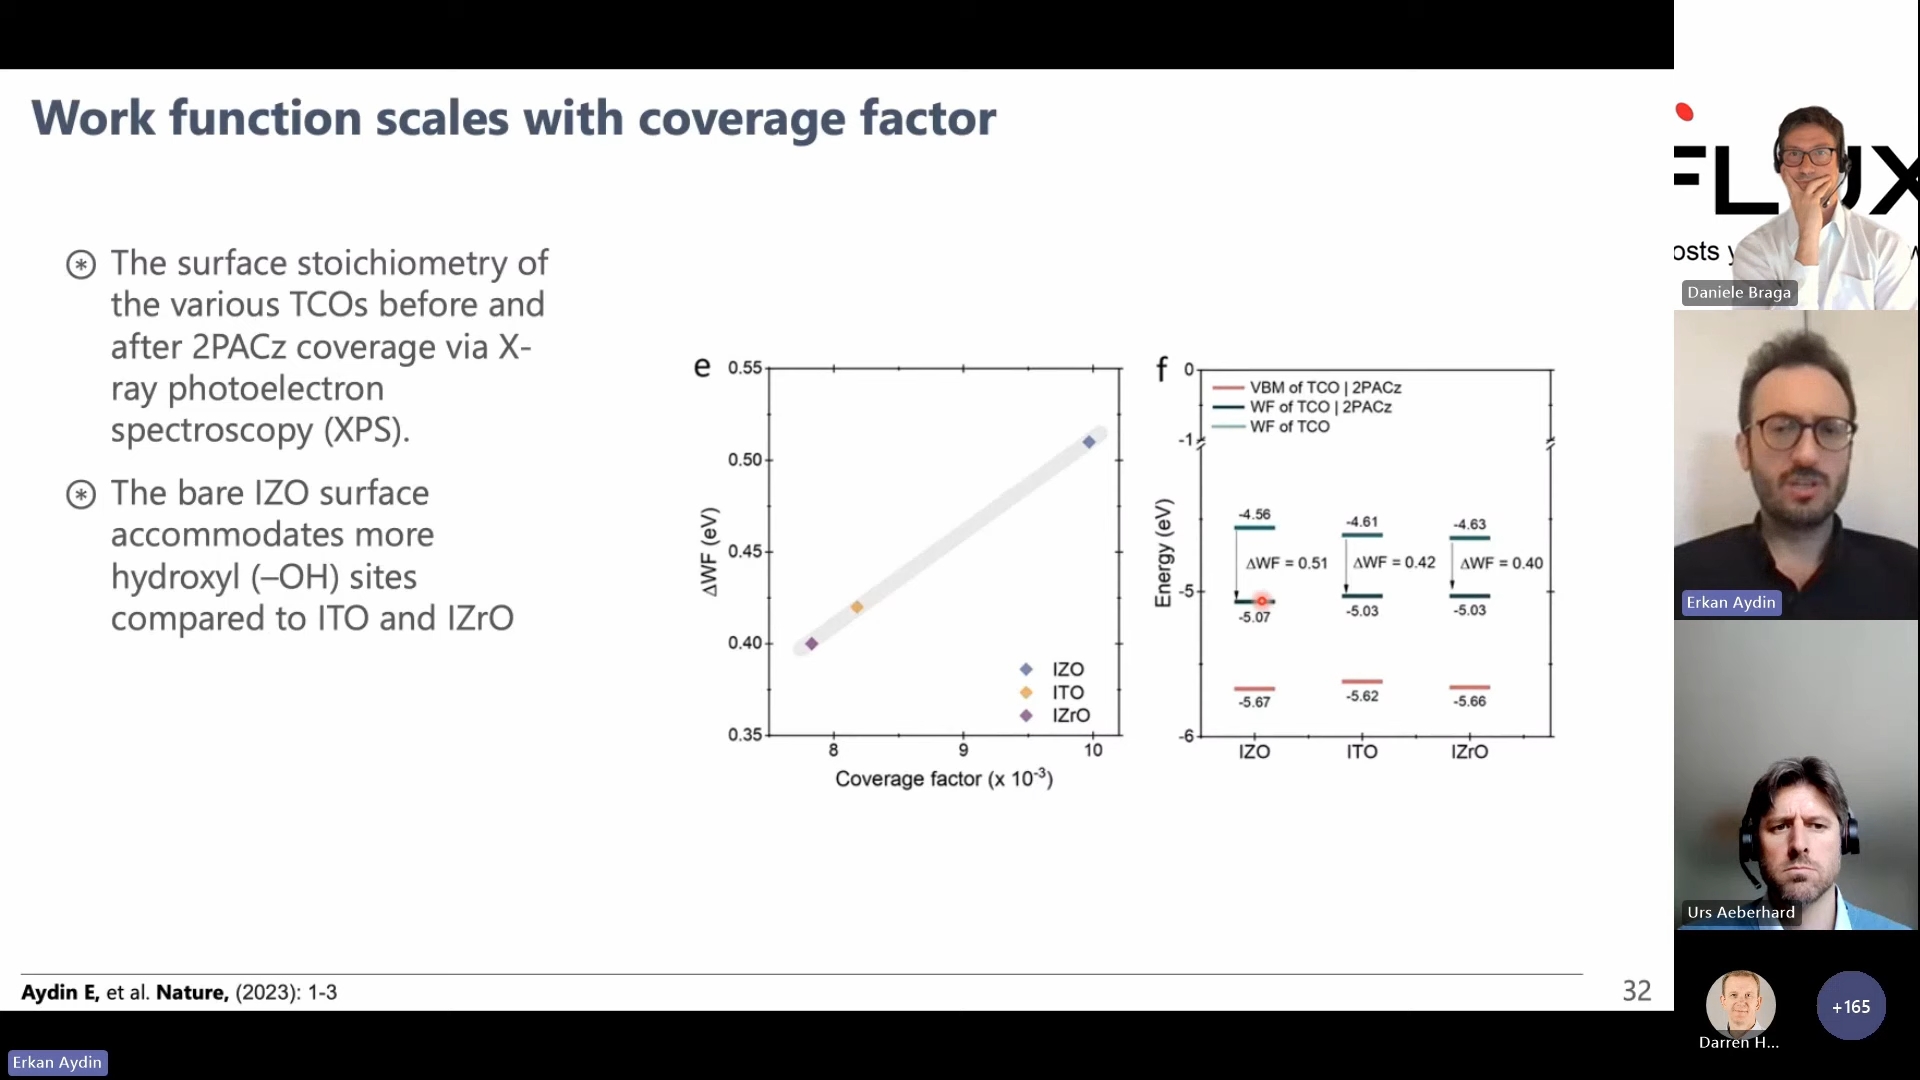 Work function scales with coverage factor
The surface stoichiometry of
the various TCOs before and
after 2PACz coverage via X-
ray photoelectron
spectroscopy (XPS).
The bare IZO surface
accommodates more
hydroxyl (–OH) sites
compared to ITO and IZrO
e
0.55
0.50
0.45
0.40
0.35
ΔWF (eV)
IZO
ITO
IZrO
8 9 10
Coverage factor (x 10⁻³)
f
0
-1
-5
-6
Energy (eV)
VBM of TCO | 2PACz
WF of TCO | 2PACz
WF of TCO
-4.56 -4.61 -4.63
ΔWF = 0.51 ΔWF = 0.42 ΔWF = 0.40
-5.07 -5.03 -5.03
-5.67 -5.62 -5.66
IZO ITO IZrO
Aydin E, et al. Nature, (2023): 1-3
32
Erkan Aydin
FLUX
osts
Daniele Braga
Erkan Aydin
Urs Aeberhard
Darren H...
+165